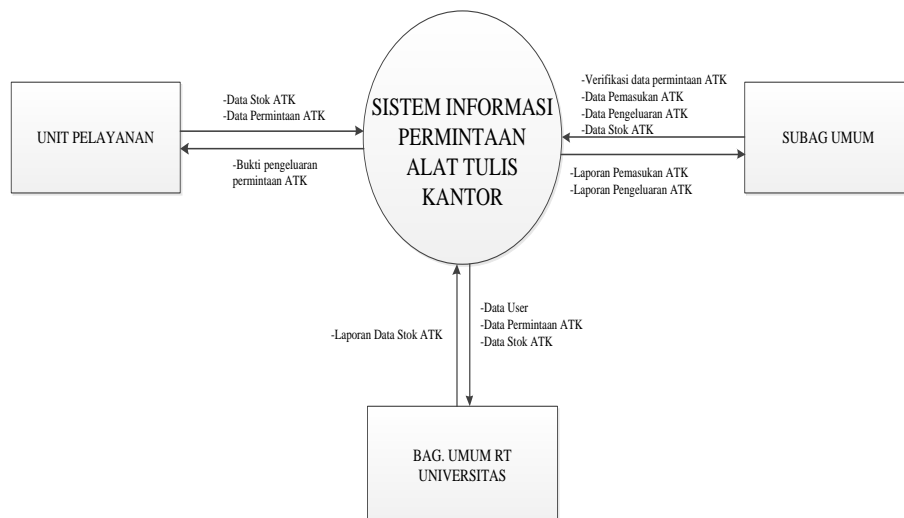 UNIT PELAYANAN
-Data Stok ATK
-Data Permintaan ATK
-Bukti pengeluaran
permintaan ATK
SISTEM INFORMASI
PERMINTAAN
ALAT TULIS
KANTOR
-Verifikasi data permintaan ATK
-Data Pemasukan ATK
-Data Pengeluaran ATK
-Data Stok ATK
-Laporan Pemasukan ATK
-Laporan Pengeluaran ATK
SUBAG UMUM
-Laporan Data Stok ATK
-Data User
-Data Permintaan ATK
-Data Stok ATK
BAG. UMUM RT
UNIVERSITAS